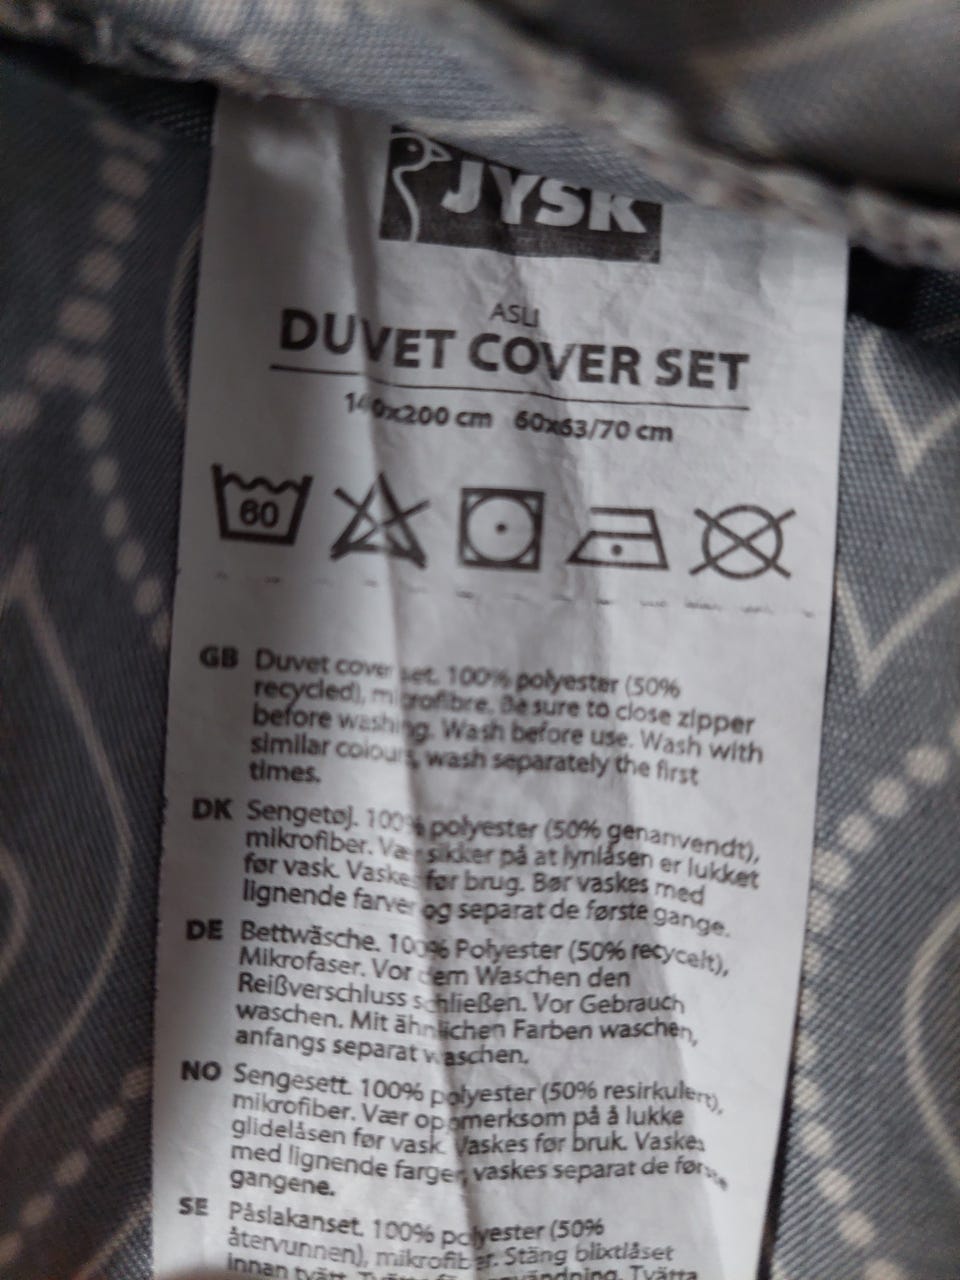 JYSK
ASLI
DUVET COVER SET
140x200 cm 60x63/70 cm
60
GB Duvet cover set. 100% polyester (50%
recycled), microfibre. Be sure to close zipper
before washing. Wash before use. Wash with
similar colours, wash separately the first
times.
DK Sengetøj. 100% polyester (50% genanvendt),
mikrofiber. Vær sikker på at lynlåsen er lukket
før vask. Vaskes før brug. Bør vaskes med
lignende farver og separat de første gange.
DE Bettwäsche. 100% Polyester (50% recycelt),
Mikrofaser. Vor dem Waschen den
Reißverschluss schließen. Vor Gebrauch
waschen. Mit ähnlichen Farben waschen,
anfangs separat waschen.
NO Sengesett. 100% polyester (50% resirkulert),
mikrofiber. Vær oppmerksom på å lukke
glidelåsen før vask. Vaskes før bruk. Vaskes
med lignende farger, vaskes separat de første
gangene.
SE Påslakanset. 100% polyester (50%
återvunnen), mikrofiber. Stäng blixtlåset
innan tvätt. användning. Tvätta